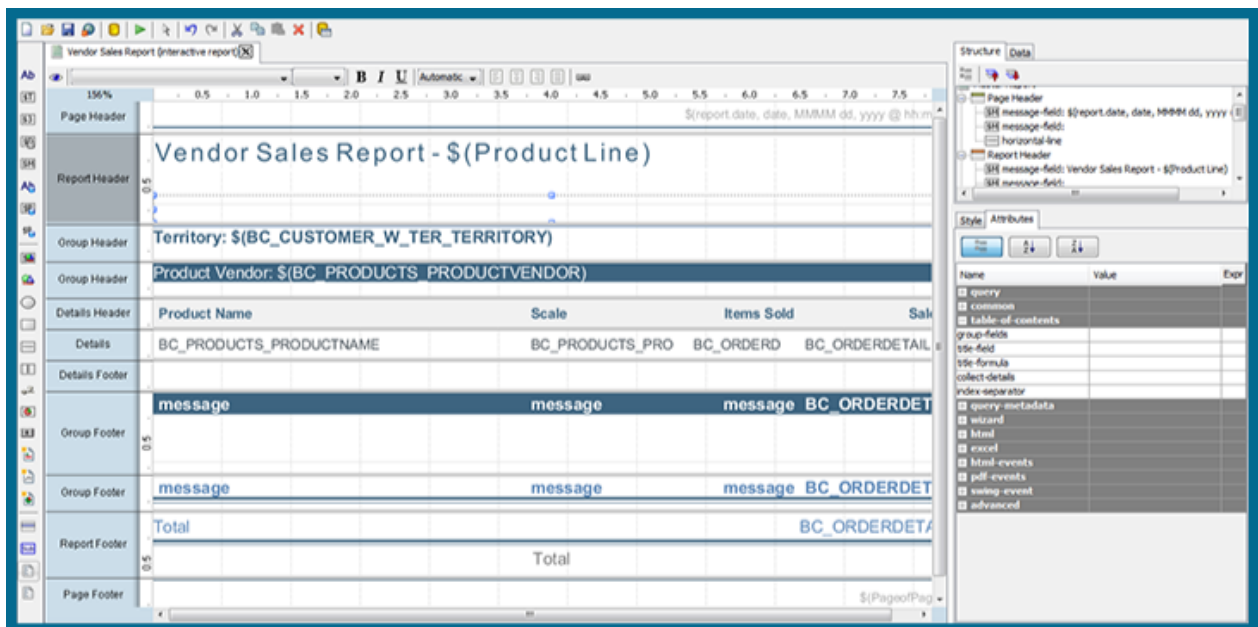 Vendor Sales Report (interactive report)
Structure Data
B I U Automatic
156% 0.5 1.0 1.5 2.0 2.5 3.0 3.5 4.0 4.5 5.0 5.5 6.0 6.5 7.0 7.5
Page Header $(report.date, date, MMMM dd, yyyy @ hh:m
Report Header Vendor Sales Report - $(ProductLine)
0.5
Group Header Territory: $(BC_CUSTOMER_W_TER_TERRITORY)
Group Header Product Vendor: $(BC_PRODUCTS_PRODUCTVENDOR)
Details Header Product Name Scale Items Sold Sal
Details BC_PRODUCTS_PRODUCTNAME BC_PRODUCTS_PRO BC_ORDERD BC_ORDERDETAIL
Details Footer
Group Footer message message message BC_ORDERDET
0.5
Group Footer message message message BC_ORDERDET
Report Footer Total BC_ORDERDETA
0.5 Total
Page Footer $(PageofPag
Page Header
message-field: $(report.date, date, MMMM dd, yyyy
message-field:
horizontal-line
Report Header
message-field: Vendor Sales Report - $(ProductLine)
message-field:
Style Attributes
Name Value Expr
query
common
table-of-contents
group-fields
title-field
title-formula
collect-details
index-separator
query-metadata
wizard
html
excel
html-events
pdf-events
swing-event
advanced